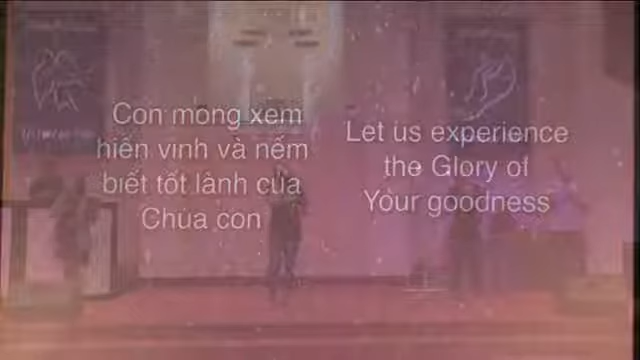 Con mong xem
hiển vinh và nếm
biết tốt lành của
Chúa con
Let us experience
the Glory of
Your goodness